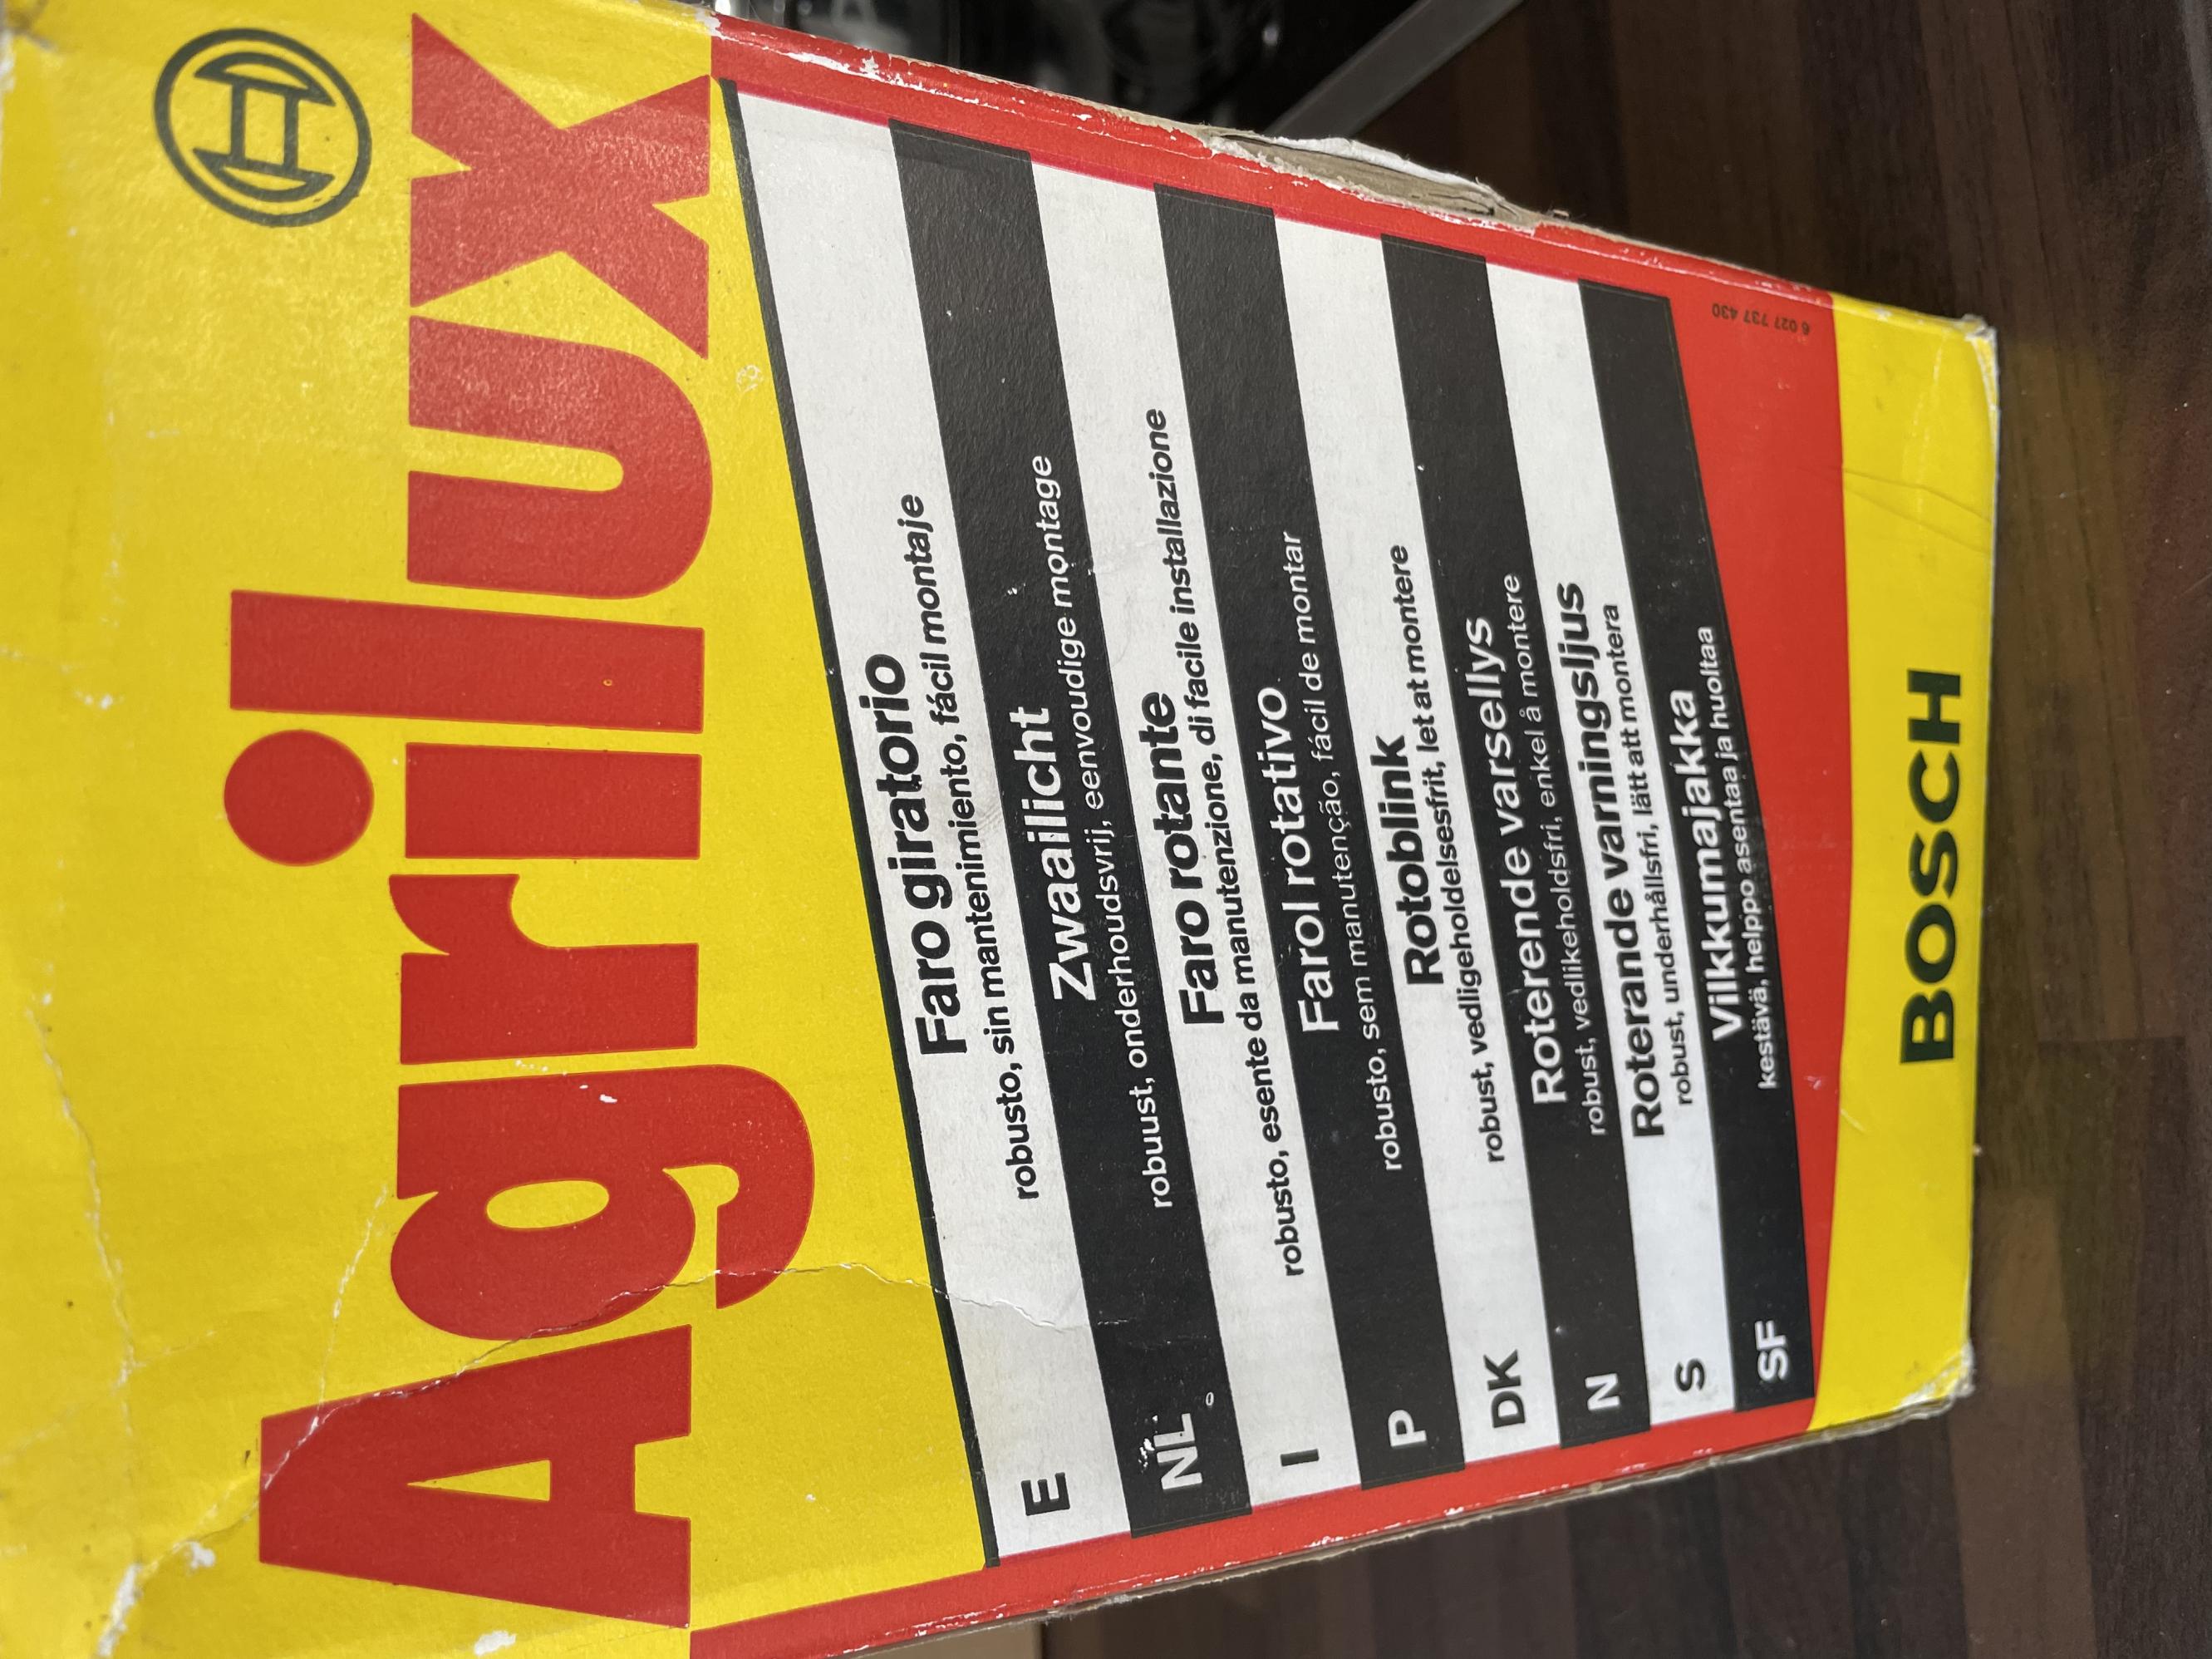 Agrilux
E
Faro giratorio
robusto, sin mantenimiento, fácil montaje
NL
Zwaailicht
robuust, onderhoudsvrij, eenvoudige montage
I
Faro rotante
robusto, esente da manutenzione, di facile installazione
P
Farol rotativo
robusto, sem manutenção, fácil de montar
DK
Rotoblink
robust, vedligeholdelsesfrit, let at montere
N
Roterende varsellys
robust, vedlikeholdsfri, enkel å montere
S
Roterande varningsljus
robust, underhållsfri, lätt att montera
SF
Vilkkumajakka
kestävä, helppo asentaa ja huoltaa
6 027 737 430
BOSCH